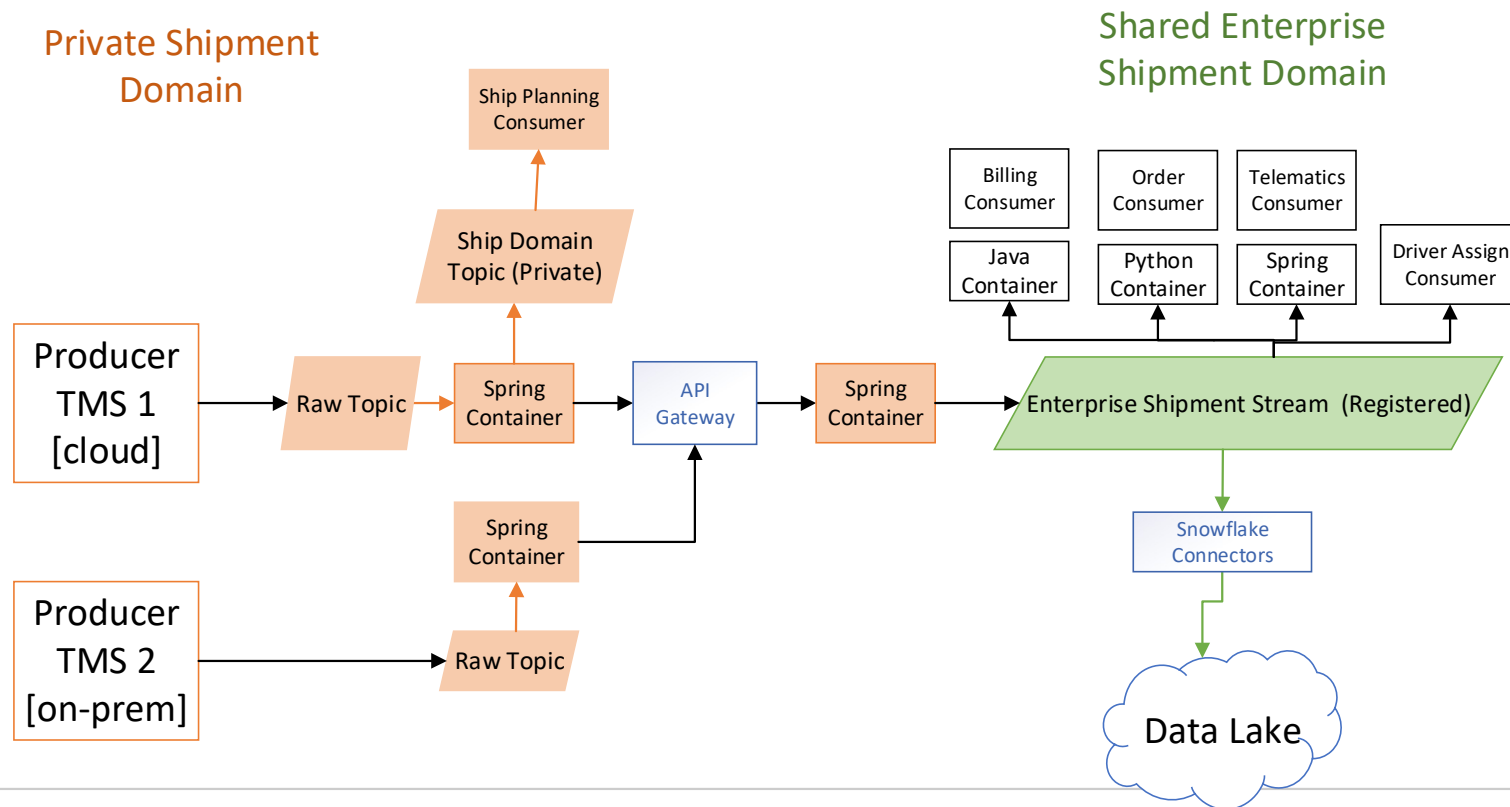 Private Shipment
Domain
Shared Enterprise
Shipment Domain
Ship Planning
Consumer
Ship Domain
Topic (Private)
Billing
Consumer
Order
Consumer
Telematics
Consumer
Java
Container
Python
Container
Spring
Container
Driver Assign
Consumer
Producer
TMS 1
[cloud]
Raw Topic
Spring
Container
API
Gateway
Spring
Container
Enterprise Shipment Stream (Registered)
Spring
Container
Snowflake
Connectors
Producer
TMS 2
[on-prem]
Raw Topic
Data Lake